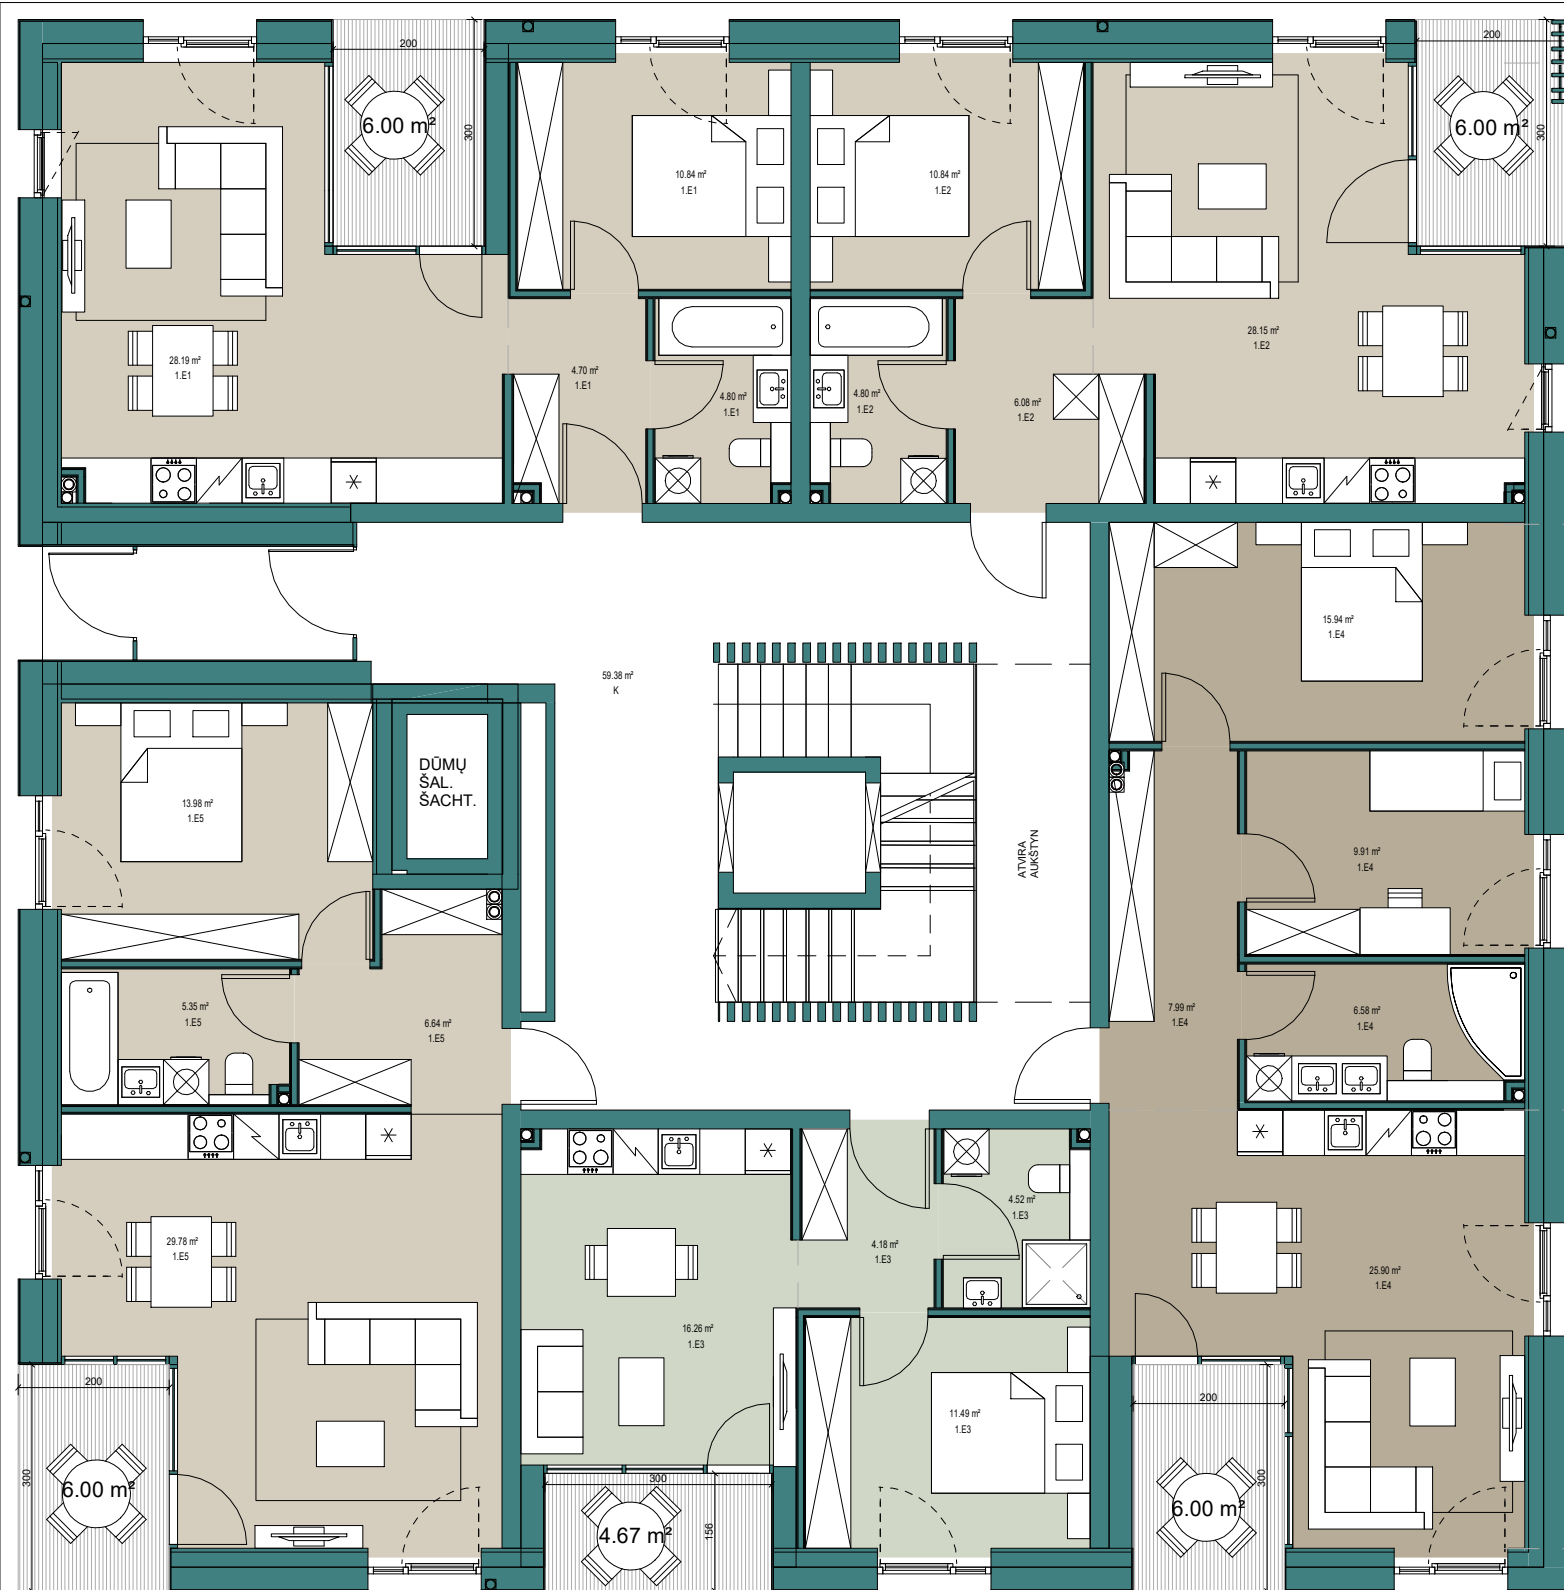 200
200
6.00 m²
300
6.00 m²
300
10.84 m²
1.E1
10.84 m²
1.E2
28.19 m²
1.E1
28.15 m²
1.E2
4.70 m²
1.E1
4.80 m²
1.E1
4.80 m²
1.E2
6.08 m²
1.E2
15.94 m²
1.E4
59.38 m²
K
DŪMŲ
ŠAL.
ŠACHT.
13.98 m²
1.E5
ATVIRA
AUKŠTYN
9.91 m²
1.E4
5.35 m²
1.E5
6.64 m²
1.E5
7.99 m²
1.E4
6.58 m²
1.E4
4.52 m²
1.E3
29.78 m²
1.E5
4.18 m²
1.E3
25.90 m²
1.E4
16.26 m²
1.E3
200
200
11.49 m²
1.E3
300
6.00 m²
300
4.67 m²
156
6.00 m²
300